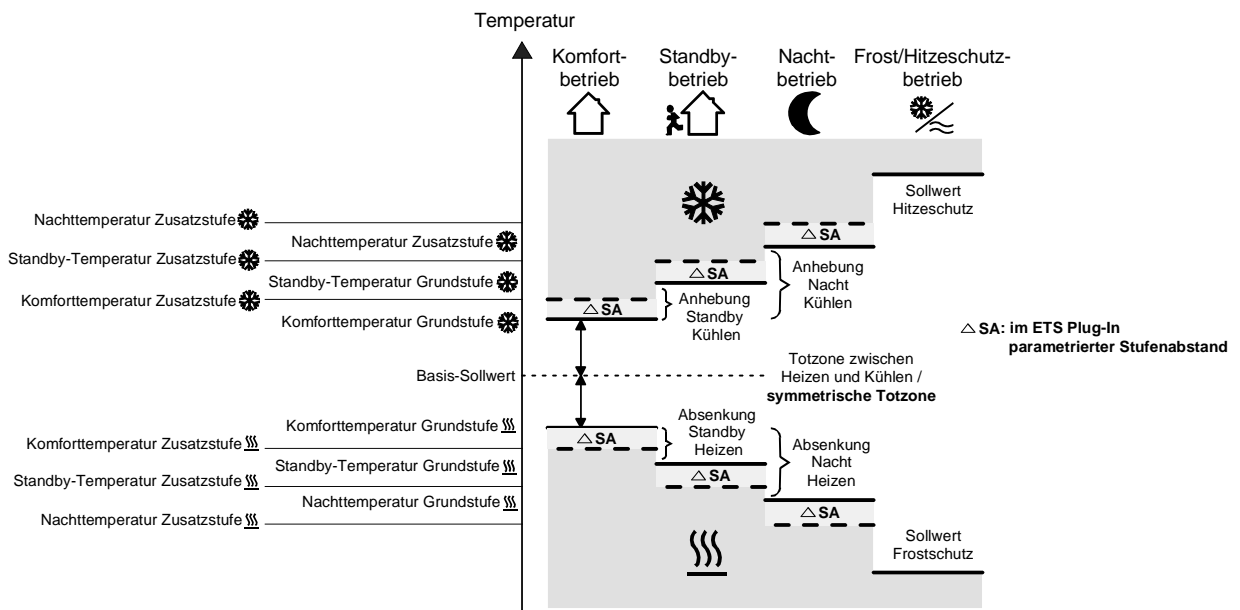 Temperatur
Komfort-
betrieb
Standby-
betrieb
Nacht-
betrieb
Frost/Hitzeschutz-
betrieb
Sollwert
Hitzeschutz
Nachttemperatur Zusatzstufe
Nachttemperatur Zusatzstufe
Standby-Temperatur Zusatzstufe
Standby-Temperatur Grundstufe
Komforttemperatur Zusatzstufe
Komforttemperatur Grundstufe
△ SA
△ SA
△ SA
Anhebung
Standby
Kühlen
Anhebung
Nacht
Kühlen
△ SA: im ETS Plug-In
parametrierter Stufenabstand
Basis-Sollwert
Totzone zwischen
Heizen und Kühlen /
symmetrische Totzone
Komforttemperatur Grundstufe
Komforttemperatur Zusatzstufe
Standby-Temperatur Grundstufe
Standby-Temperatur Zusatzstufe
Nachttemperatur Grundstufe
Nachttemperatur Zusatzstufe
△ SA
△ SA
△ SA
Absenkung
Standby
Heizen
Absenkung
Nacht
Heizen
Sollwert
Frostschutz